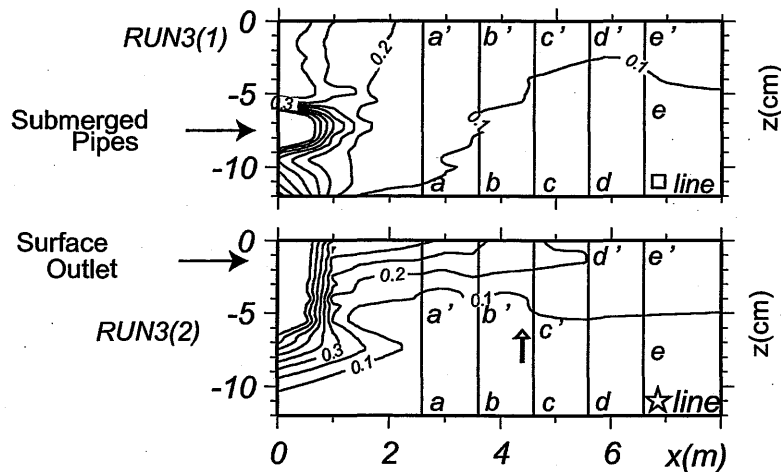 RUN3(1)
0.2
a' b' c' d' e'
0
-5
-10
z(cm)
0.3
0.1
0.1
Submerged
Pipes
e
a b c d □ line
Surface
Outlet
RUN3(2)
0
-5
-10
z(cm)
d' e'
0.2
0.1
a' b' c'
0.3
0.1
e
a b c d ☆ line
0 2 4 6 x(m)